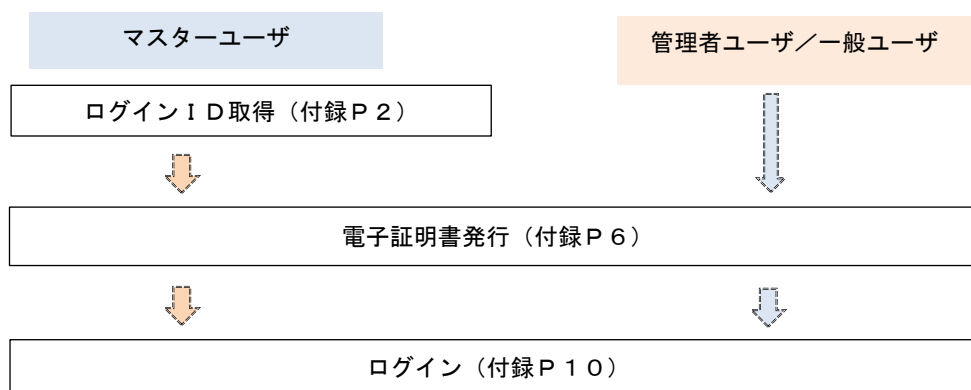 マスターユーザ
管理者ユーザ／一般ユーザ
ログインＩＤ取得（付録Ｐ２）
電子証明書発行（付録Ｐ６）
ログイン（付録Ｐ１０）